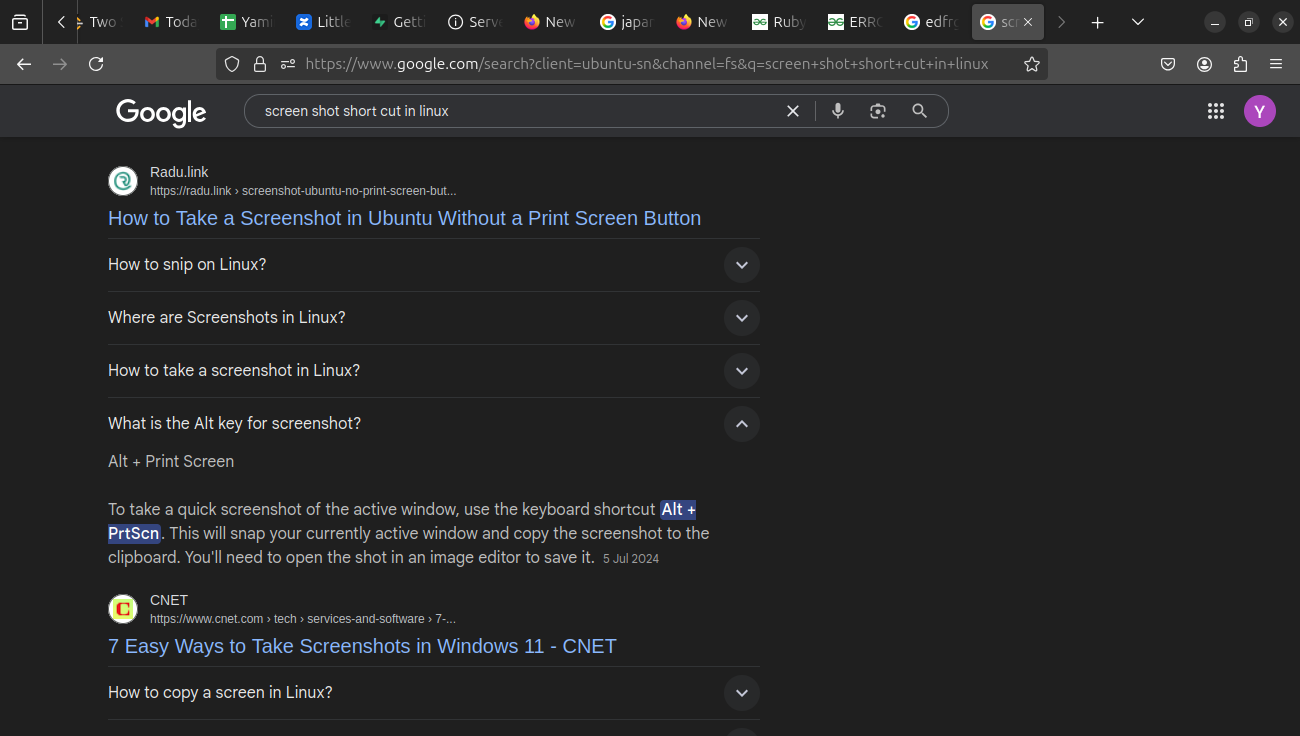 Two
Toda
Yami
Little
Getti
Serve
New
japan
New
Ruby
ERRO
edfrg
scr
https://www.google.com/search?client=ubuntu-sn&channel=fs&q=screen+shot+short+cut+in+linux
Google
screen shot short cut in linux
Y
Radu.link
https://radu.link › screenshot-ubuntu-no-print-screen-but...
How to Take a Screenshot in Ubuntu Without a Print Screen Button
How to snip on Linux?
Where are Screenshots in Linux?
How to take a screenshot in Linux?
What is the Alt key for screenshot?
Alt + Print Screen
To take a quick screenshot of the active window, use the keyboard shortcut Alt +
PrtScn. This will snap your currently active window and copy the screenshot to the
clipboard. You'll need to open the shot in an image editor to save it. 5 Jul 2024
C
CNET
https://www.cnet.com › tech › services-and-software › 7-...
7 Easy Ways to Take Screenshots in Windows 11 - CNET
How to copy a screen in Linux?